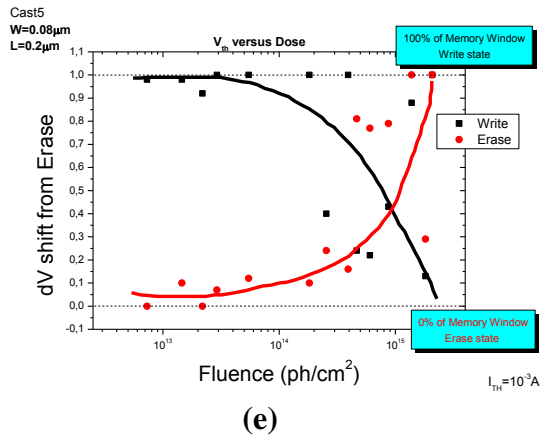 Cast5
W=0.08μm
L=0.2μm
V_th versus Dose
100% of Memory Window
Write state
1,1
1,0
0,9
0,8
0,7
0,6
0,5
0,4
0,3
0,2
0,1
0,0
0,1
dV shift from Erase
Write
Erase
0% of Memory Window
Erase state
10^13
10^14
10^15
Fluence (ph/cm^2)
I_TH=10^-3A
(e)